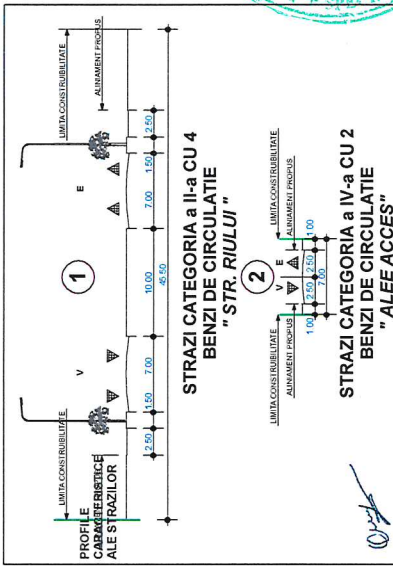 PROFILE
CARACTERISTICE
ALE STRAZILOR
LIMITA CONSTRUIBILITATE
LIMITA CONSTRUIBILITATE
ALINIAMENT PROPUS
V
1
E
2.50 1.50 7.00 10.00 7.00 1.50 2.50
45.50
STRAZI CATEGORIA a II-a CU 4
BENZI DE CIRCULATIE
" STR. RIULUI "
LIMITA CONSTRUIBILITATE
ALINIAMENT PROPUS
2
LIMITA CONSTRUIBILITATE
ALINIAMENT PROPUS
V E
1.00 2.50 2.50 1.00
7.00
STRAZI CATEGORIA a IV-a CU 2
BENZI DE CIRCULATIE
" ALEE ACCES"